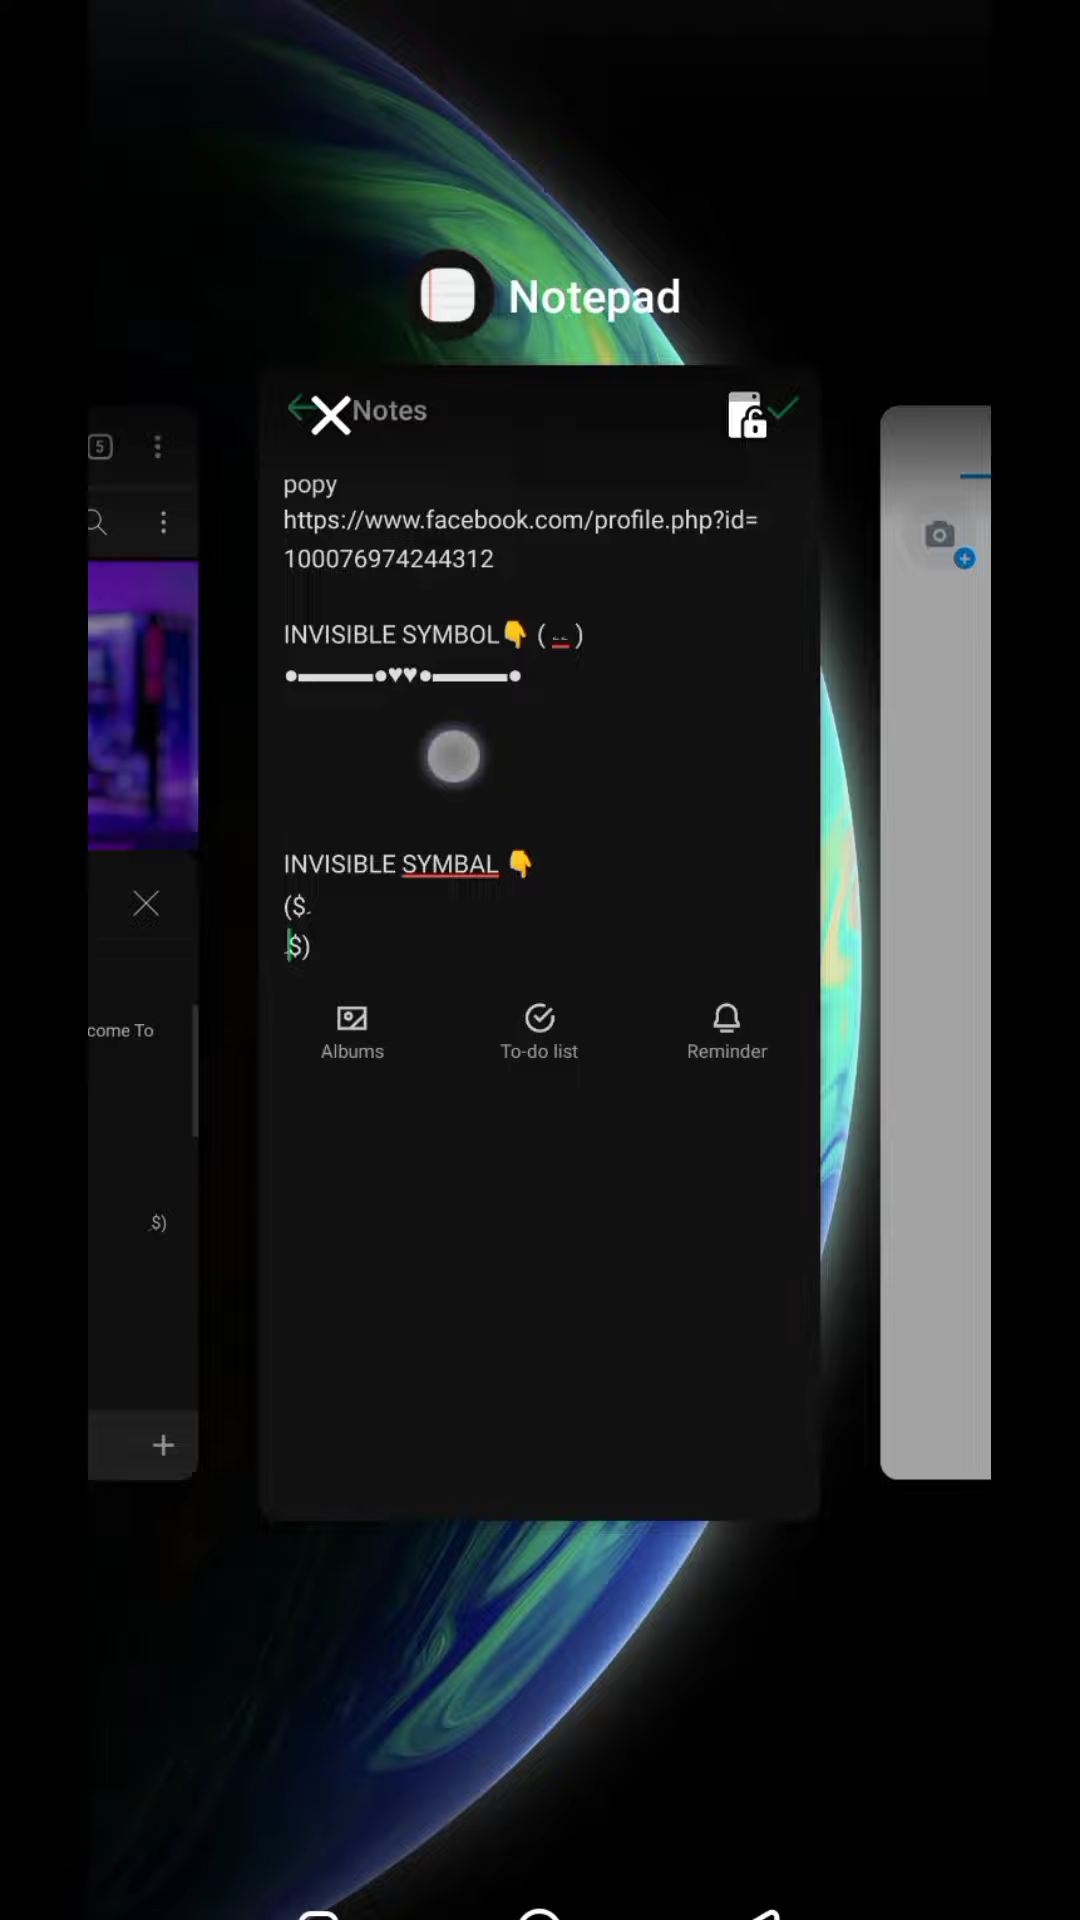 Notepad
Notes
5
popy
https://www.facebook.com/profile.php?id=
100076974244312
INVISIBLE SYMBOL👇 ( ـ ـ )
●▬▬▬▬▬●♥♥●▬▬▬▬▬●
INVISIBLE SYMBAL 👇
($.
.$)
Albums
To-do list
Reminder
come To
.$)